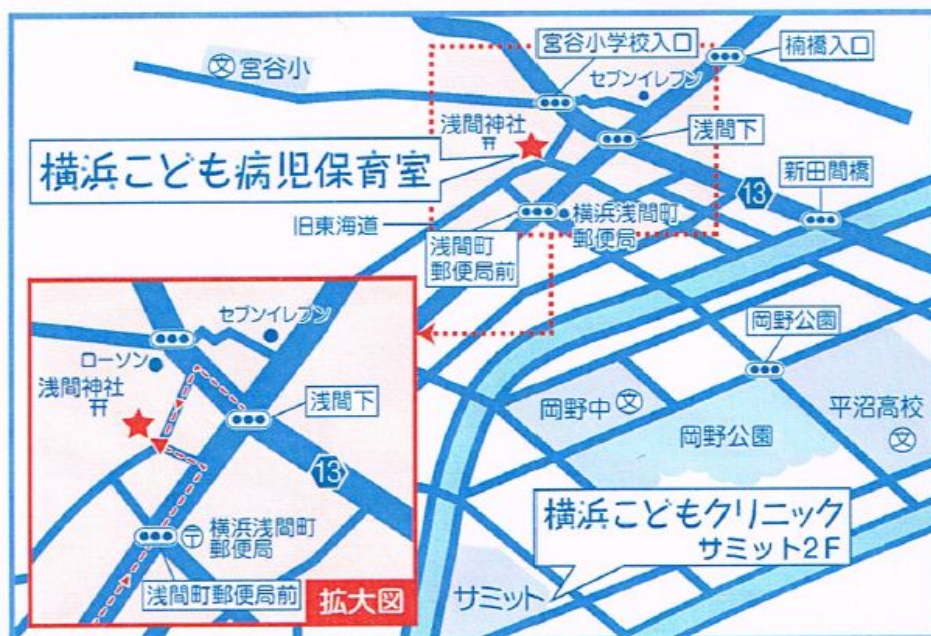 宮谷小学校入口
楠橋入口
文 宮谷小
セブンイレブン
浅間神社
浅間下
横浜こども病児保育室
新田間橋
13
旧東海道
横浜浅間町
郵便局
浅間町
郵便局前
岡野公園
岡野中 文
平沼高校
文
岡野公園
横浜こどもクリニック
サミット2F
サミット
セブンイレブン
ローソン
浅間神社
浅間下
13
〒 横浜浅間町
郵便局
浅間町郵便局前
拡大図